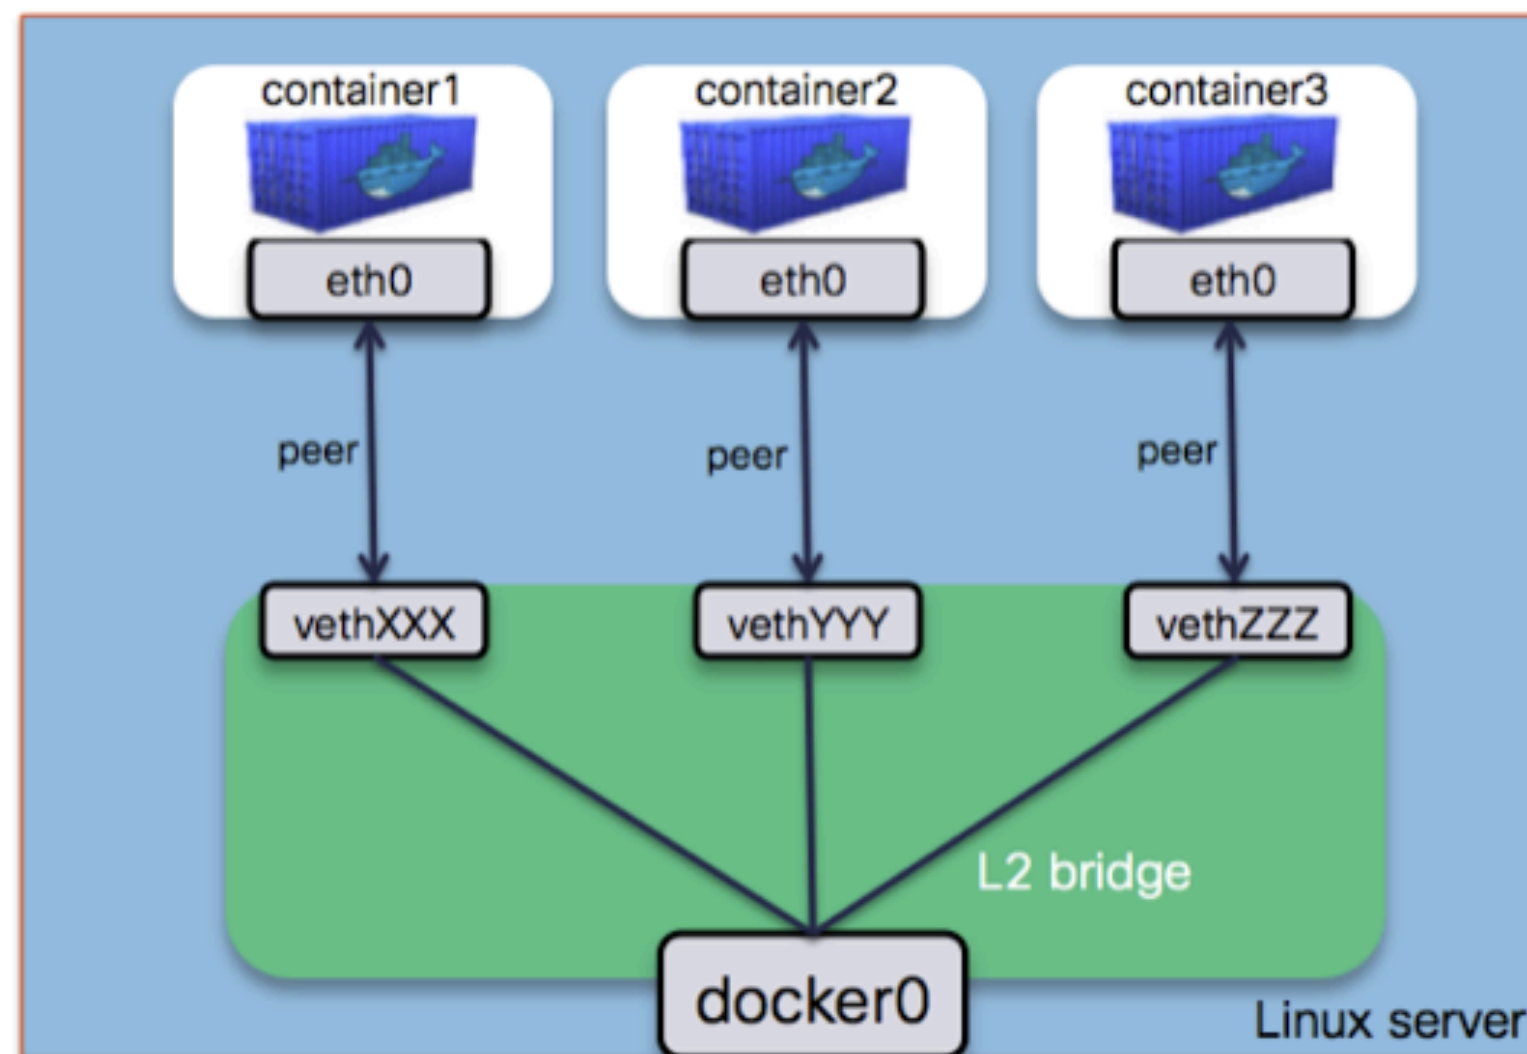 container1
container2
container3
eth0
eth0
eth0
peer
peer
peer
vethXXX
vethYYY
vethZZZ
L2 bridge
docker0
Linux server